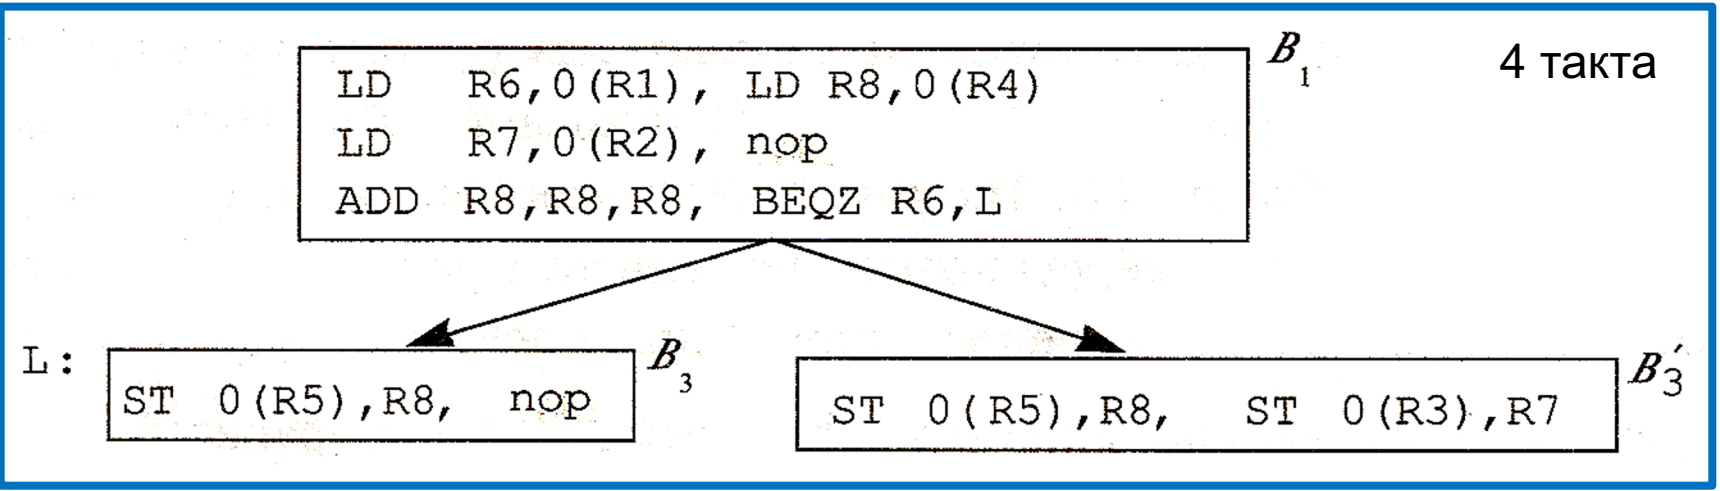 4 такта
B1
LD R6,0(R1), LD R8,0(R4)
LD R7,0(R2), nop
ADD R8,R8,R8, BEQZ R6,L
L:
B3
ST 0(R5),R8, nop
B′3
ST 0(R5),R8, ST 0(R3),R7